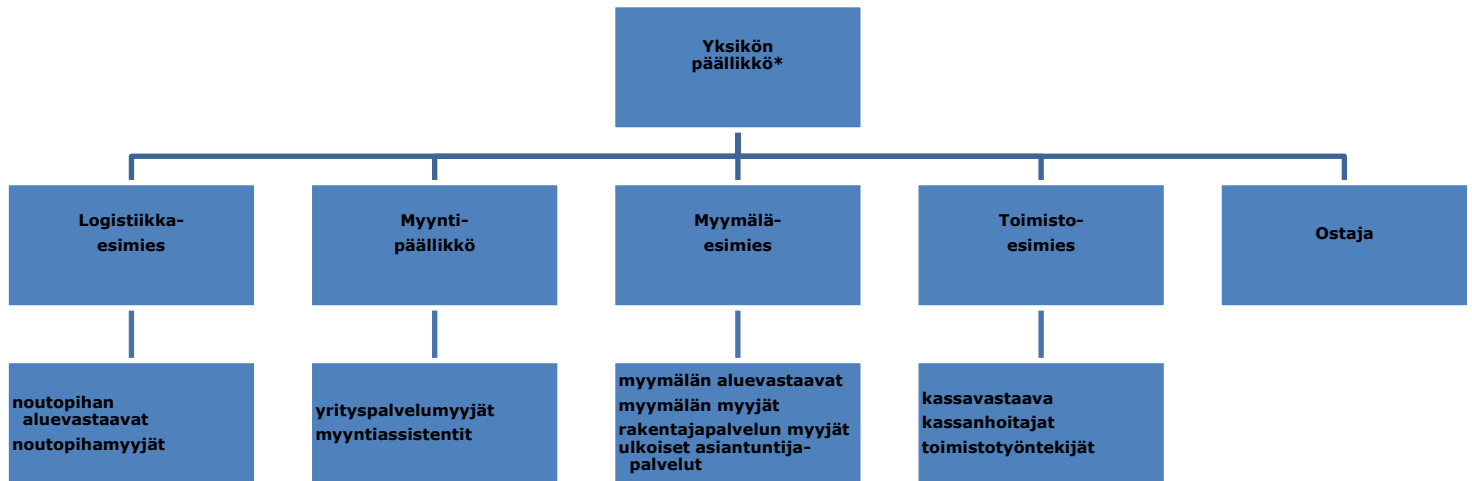 Yksikön
päällikkö*
Logistiikka-
esimies
Myynti-
päällikkö
Myymälä-
esimies
Toimisto-
esimies
Ostaja
noutopihan
aluevastaavat
noutopihamyyjät
yrityspalvelumyyjät
myyntiassistentit
myymälän aluevastaavat
myymälän myyjät
rakentajapalvelun myyjät
ulkoiset asiantuntija-
palvelut
kassavastaava
kassanhoitajat
toimistotyöntekijät